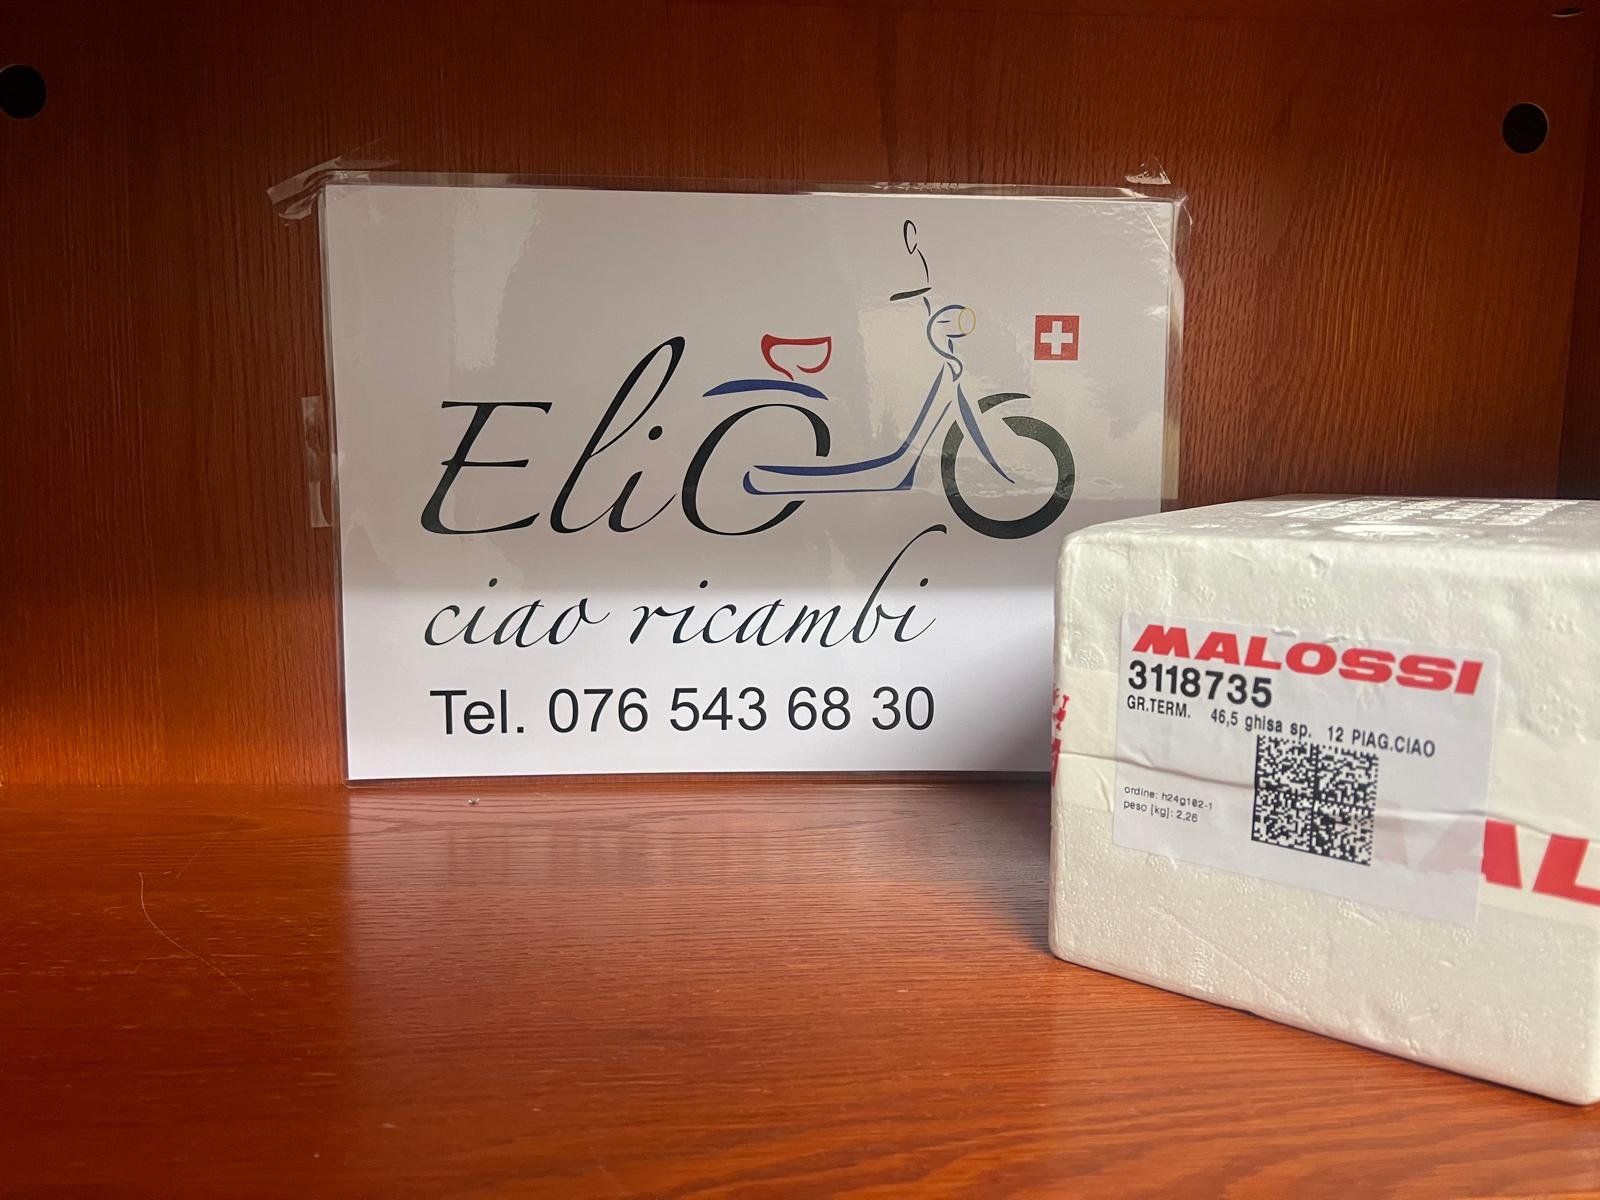 Elio
ciao ricambi
Tel. 076 543 68 30
MALOSSI
3118735
GR.TERM. 46,5 ghisa sp. 12 PIAG.CIAO
ordine: h24g102-1
peso [kg]: 2,26
AL